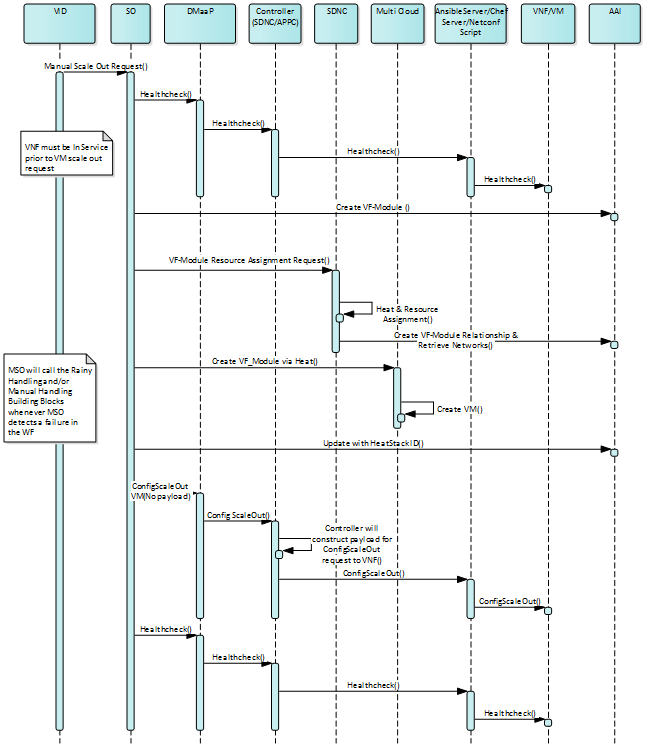 VID
SO
DMaaP
Controller
(SDNC/APPC)
SDNC
Multi Cloud
AnsibleServer/Chef
Server/Netconf
Script
VNF/VM
AAI
Manual Scale Out Request()
Healthcheck()
Healthcheck()
VNF must be InService
prior to VM scale out
request
Healthcheck()
Healthcheck()
Create VF-Module ()
VF-Module Resource Assignment Request()
Heat & Resource
Assignment()
Create VF-Module Relationship &
Retrieve Networks()
MSO will call the Rainy
Handling and/or
Manual Handling
Building Blocks
whenever MSO
detects a failure in
the WF
Create VF_Module via Heat()
Create VM()
Update with HeatStackID()
ConfigScaleOut
VM(No payload)
Config ScaleOut()
Controller will
construct payload for
ConfigScaleOut
request to VNF()
ConfigScaleOut()
ConfigScaleOut()
Healthcheck()
Healthcheck()
Healthcheck()
Healthcheck()